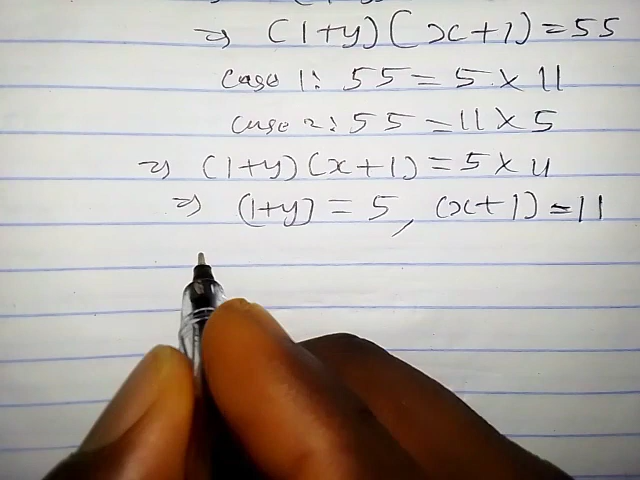 => (1+y)(x+1)=55
Case 1: 55=5×11
Case 2: 55=11×5
=> (1+y)(x+1)=5×11
=> (1+y)=5, (x+1)=11